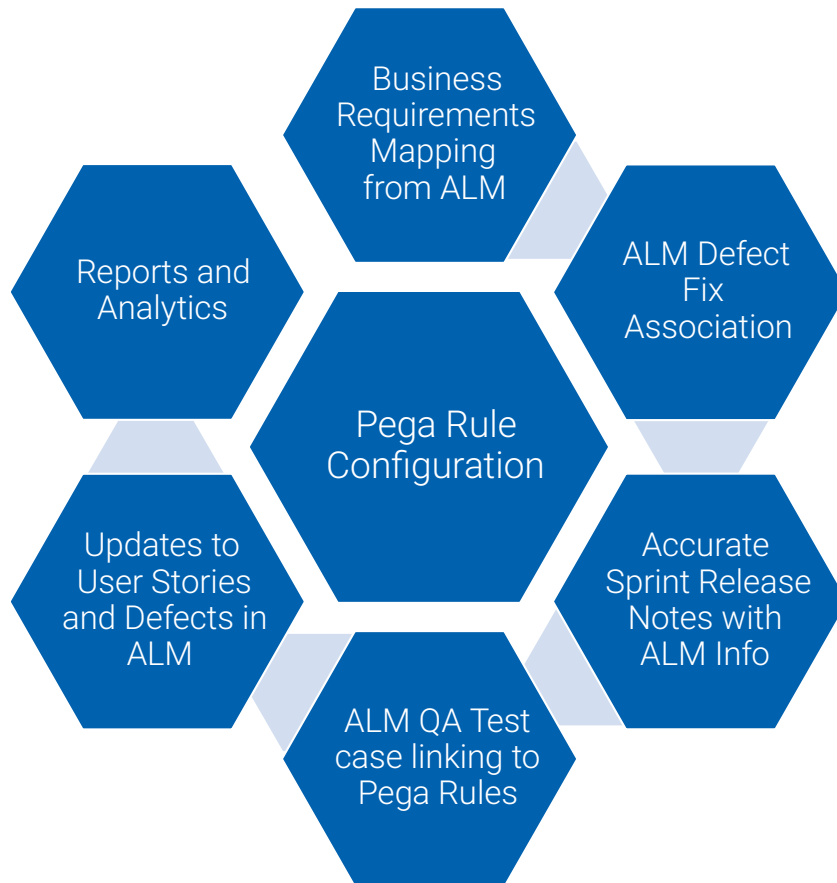 Business
Requirements
Mapping
from ALM
ALM Defect
Fix
Association
Accurate
Sprint Release
Notes with
ALM Info
ALM QA Test
case linking to
Pega Rules
Updates to
User Stories
and Defects in
ALM
Reports and
Analytics
Pega Rule
Configuration